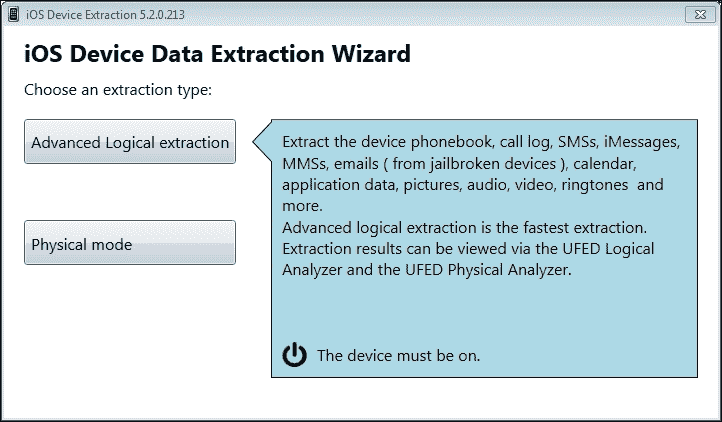 iOS Device Extraction 5.2.0.213
iOS Device Data Extraction Wizard
Choose an extraction type:
Advanced Logical extraction
Extract the device phonebook, call log, SMSs, iMessages,
MMSs, emails ( from jailbroken devices ), calendar,
application data, pictures, audio, video, ringtones  and
more.
Advanced logical extraction is the fastest extraction.
Extraction results can be viewed via the UFED Logical
Analyzer and the UFED Physical Analyzer.
Physical mode
The device must be on.